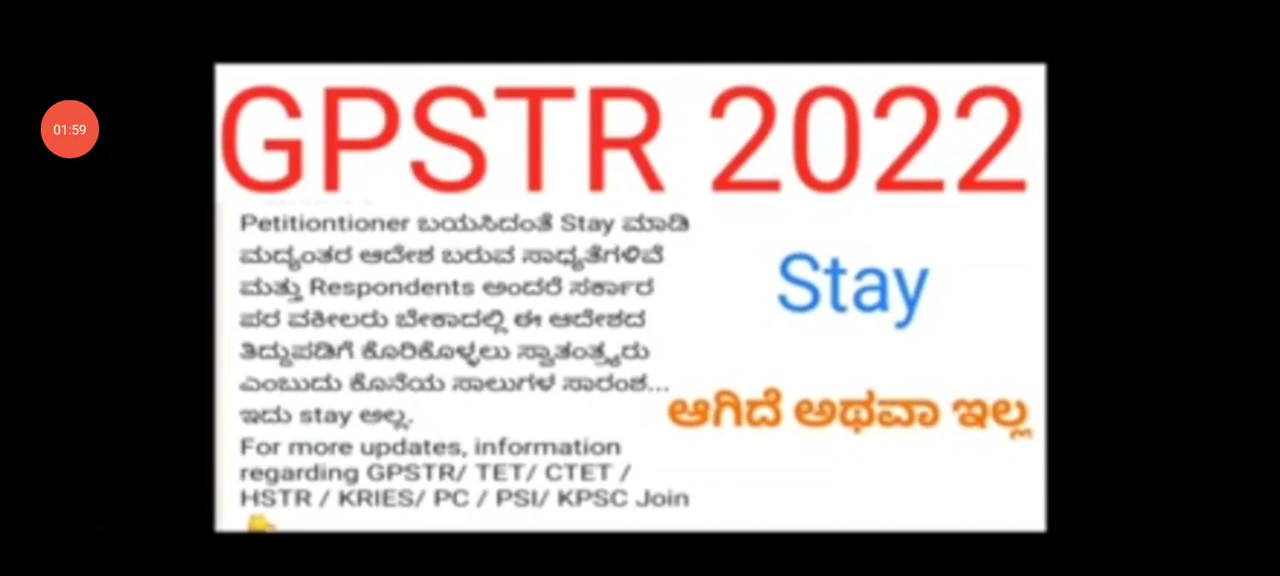 01:59
GPSTR 2022
Petitiontioner ಬಯಸಿದಂತೆ Stay ಮಾಡಿ
ಮದ್ಯಂತರ ಆದೇಶ ಬರುವ ಸಾಧ್ಯತೆಗಳಿವೆ
ಮತ್ತು Respondents ಅಂದರೆ ಸರ್ಕಾರ
ಪರ ವಕೀಲರು ಬೇಕಾದಲ್ಲಿ ಈ ಆದೇಶದ
ತಿದ್ದುಪಡಿಗೆ ಕೊರಿಕೊಳ್ಳಲು ಸ್ವಾತಂತ್ರ್ಯರು
ಎಂಬುದು ಕೊನೆಯ ಸಾಲುಗಳ ಸಾರಂಶ...
ಇದು stay ಅಲ್ಲ.
For more updates, information
regarding GPSTR/ TET/ CTET /
HSTR / KRIES/ PC / PSI/ KPSC Join
Stay
ಆಗಿದೆ ಅಥವಾ ಇಲ್ಲ